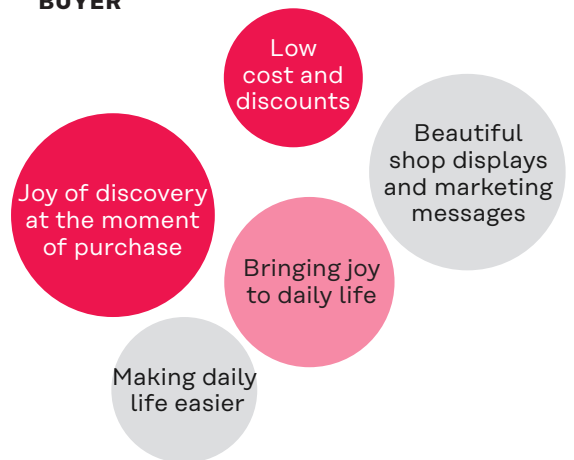 BUYER
Low
cost and
discounts
Beautiful
shop displays
and marketing
messages
Joy of discovery
at the moment
of purchase
Bringing joy
to daily life
Making daily
life easier